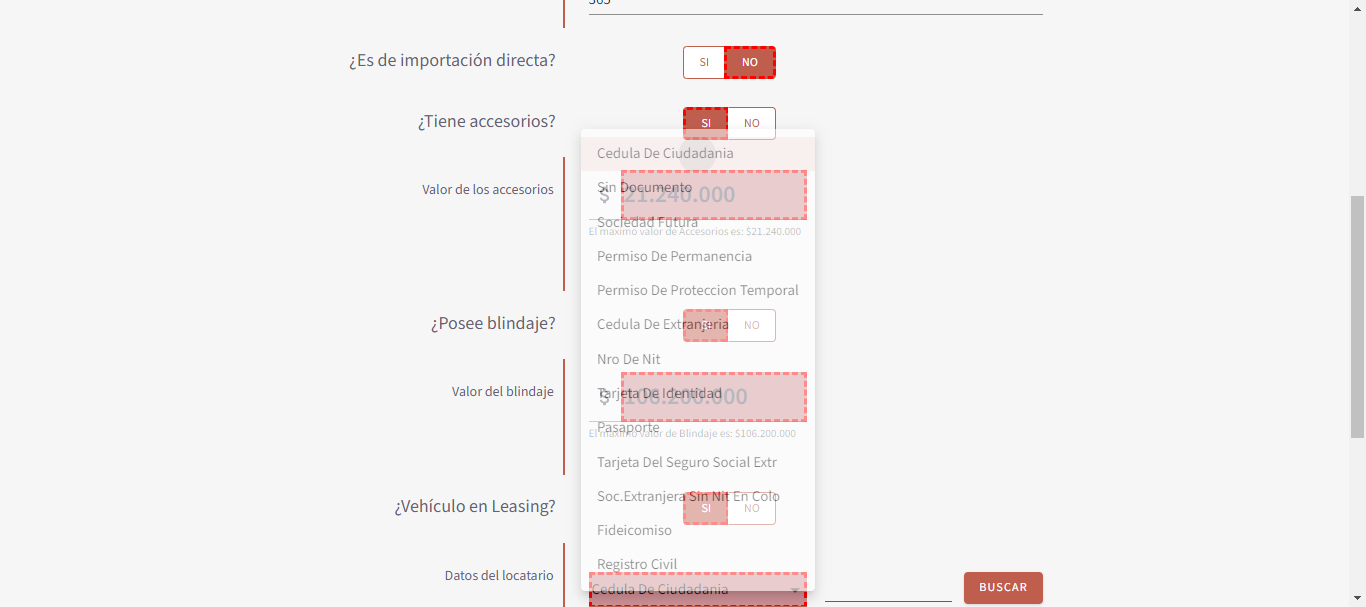 365
¿Es de importación directa?
SI NO
¿Tiene accesorios?
SI NO
Cedula De Ciudadania
Valor de los accesorios
Sin Documento
$ 21.240.000
Sociedad Futura
El maximo valor de Accesorios es: $21.240.000
Permiso De Permanencia
Permiso De Proteccion Temporal
¿Posee blindaje?
Cedula De Extranjeria
SI NO
Nro De Nit
Valor del blindaje
Tarjeta De Identidad
$ 106.200.000
Pasaporte
El maximo valor de Blindaje es: $106.200.000
Tarjeta Del Seguro Social Extr
Soc.Extranjera Sin Nit En Colo
¿Vehículo en Leasing?
SI NO
Fideicomiso
Registro Civil
Datos del locatario
Cedula De Ciudadania
BUSCAR